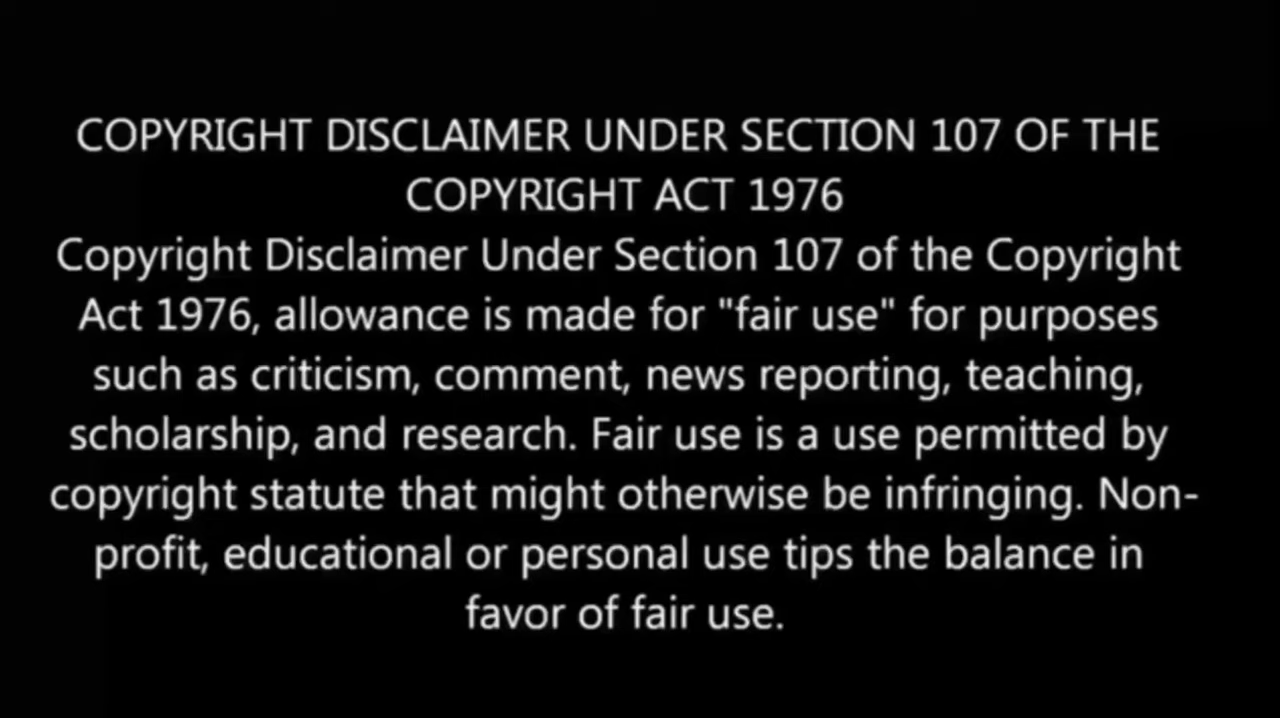 COPYRIGHT DISCLAIMER UNDER SECTION 107 OF THE
COPYRIGHT ACT 1976
Copyright Disclaimer Under Section 107 of the Copyright
Act 1976, allowance is made for "fair use" for purposes
such as criticism, comment, news reporting, teaching,
scholarship, and research. Fair use is a use permitted by
copyright statute that might otherwise be infringing. Non-
profit, educational or personal use tips the balance in
favor of fair use.